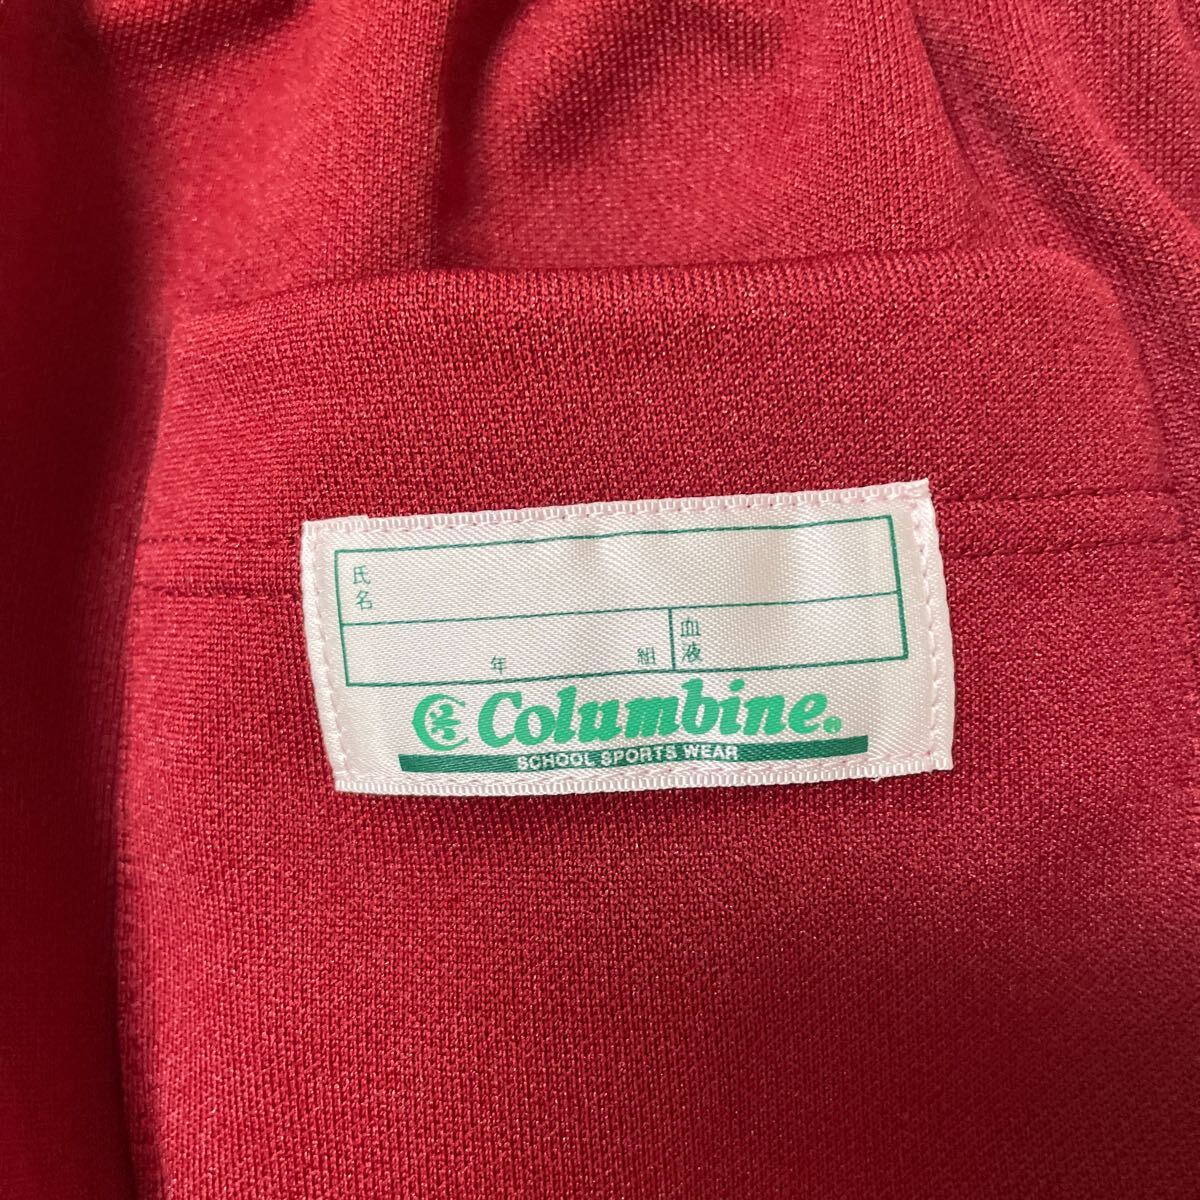 氏名
年 組 血液
Columbine®
SCHOOL SPORTS WEAR